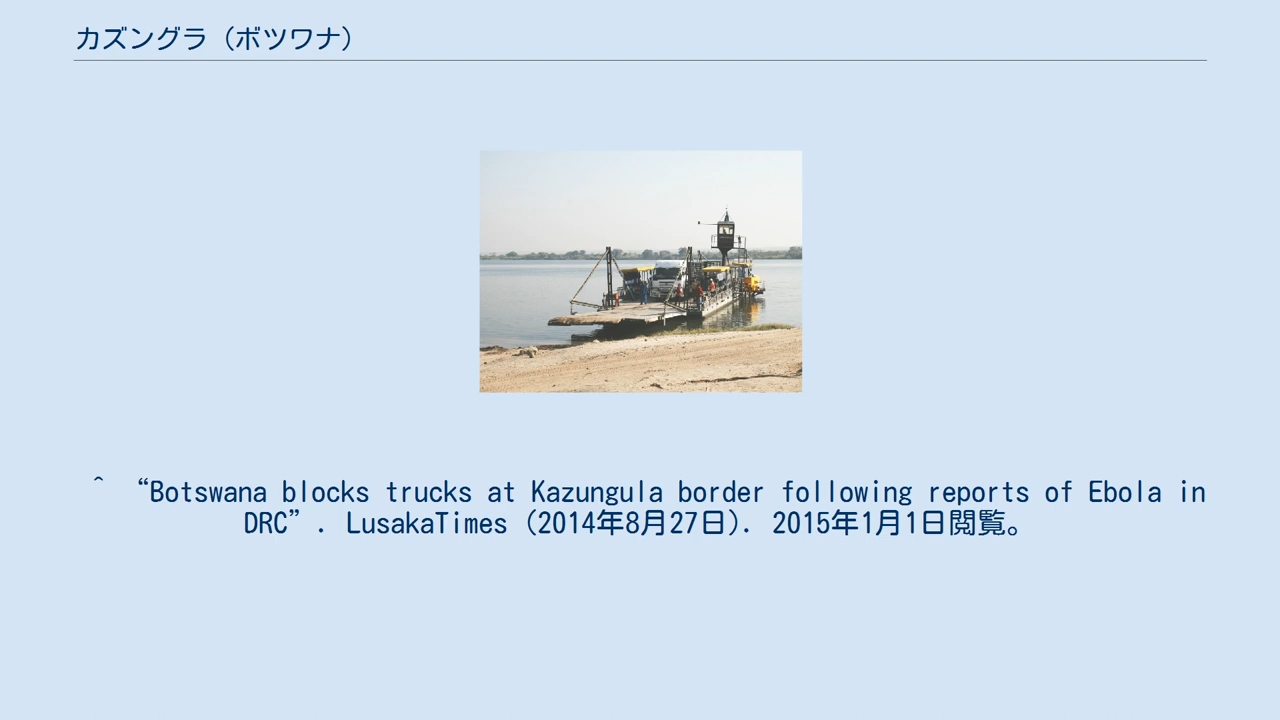 カズングラ（ボツワナ）
^ “Botswana blocks trucks at Kazungula border following reports of Ebola in
DRC”. LusakaTimes（2014年8月27日）. 2015年1月1日閲覧。